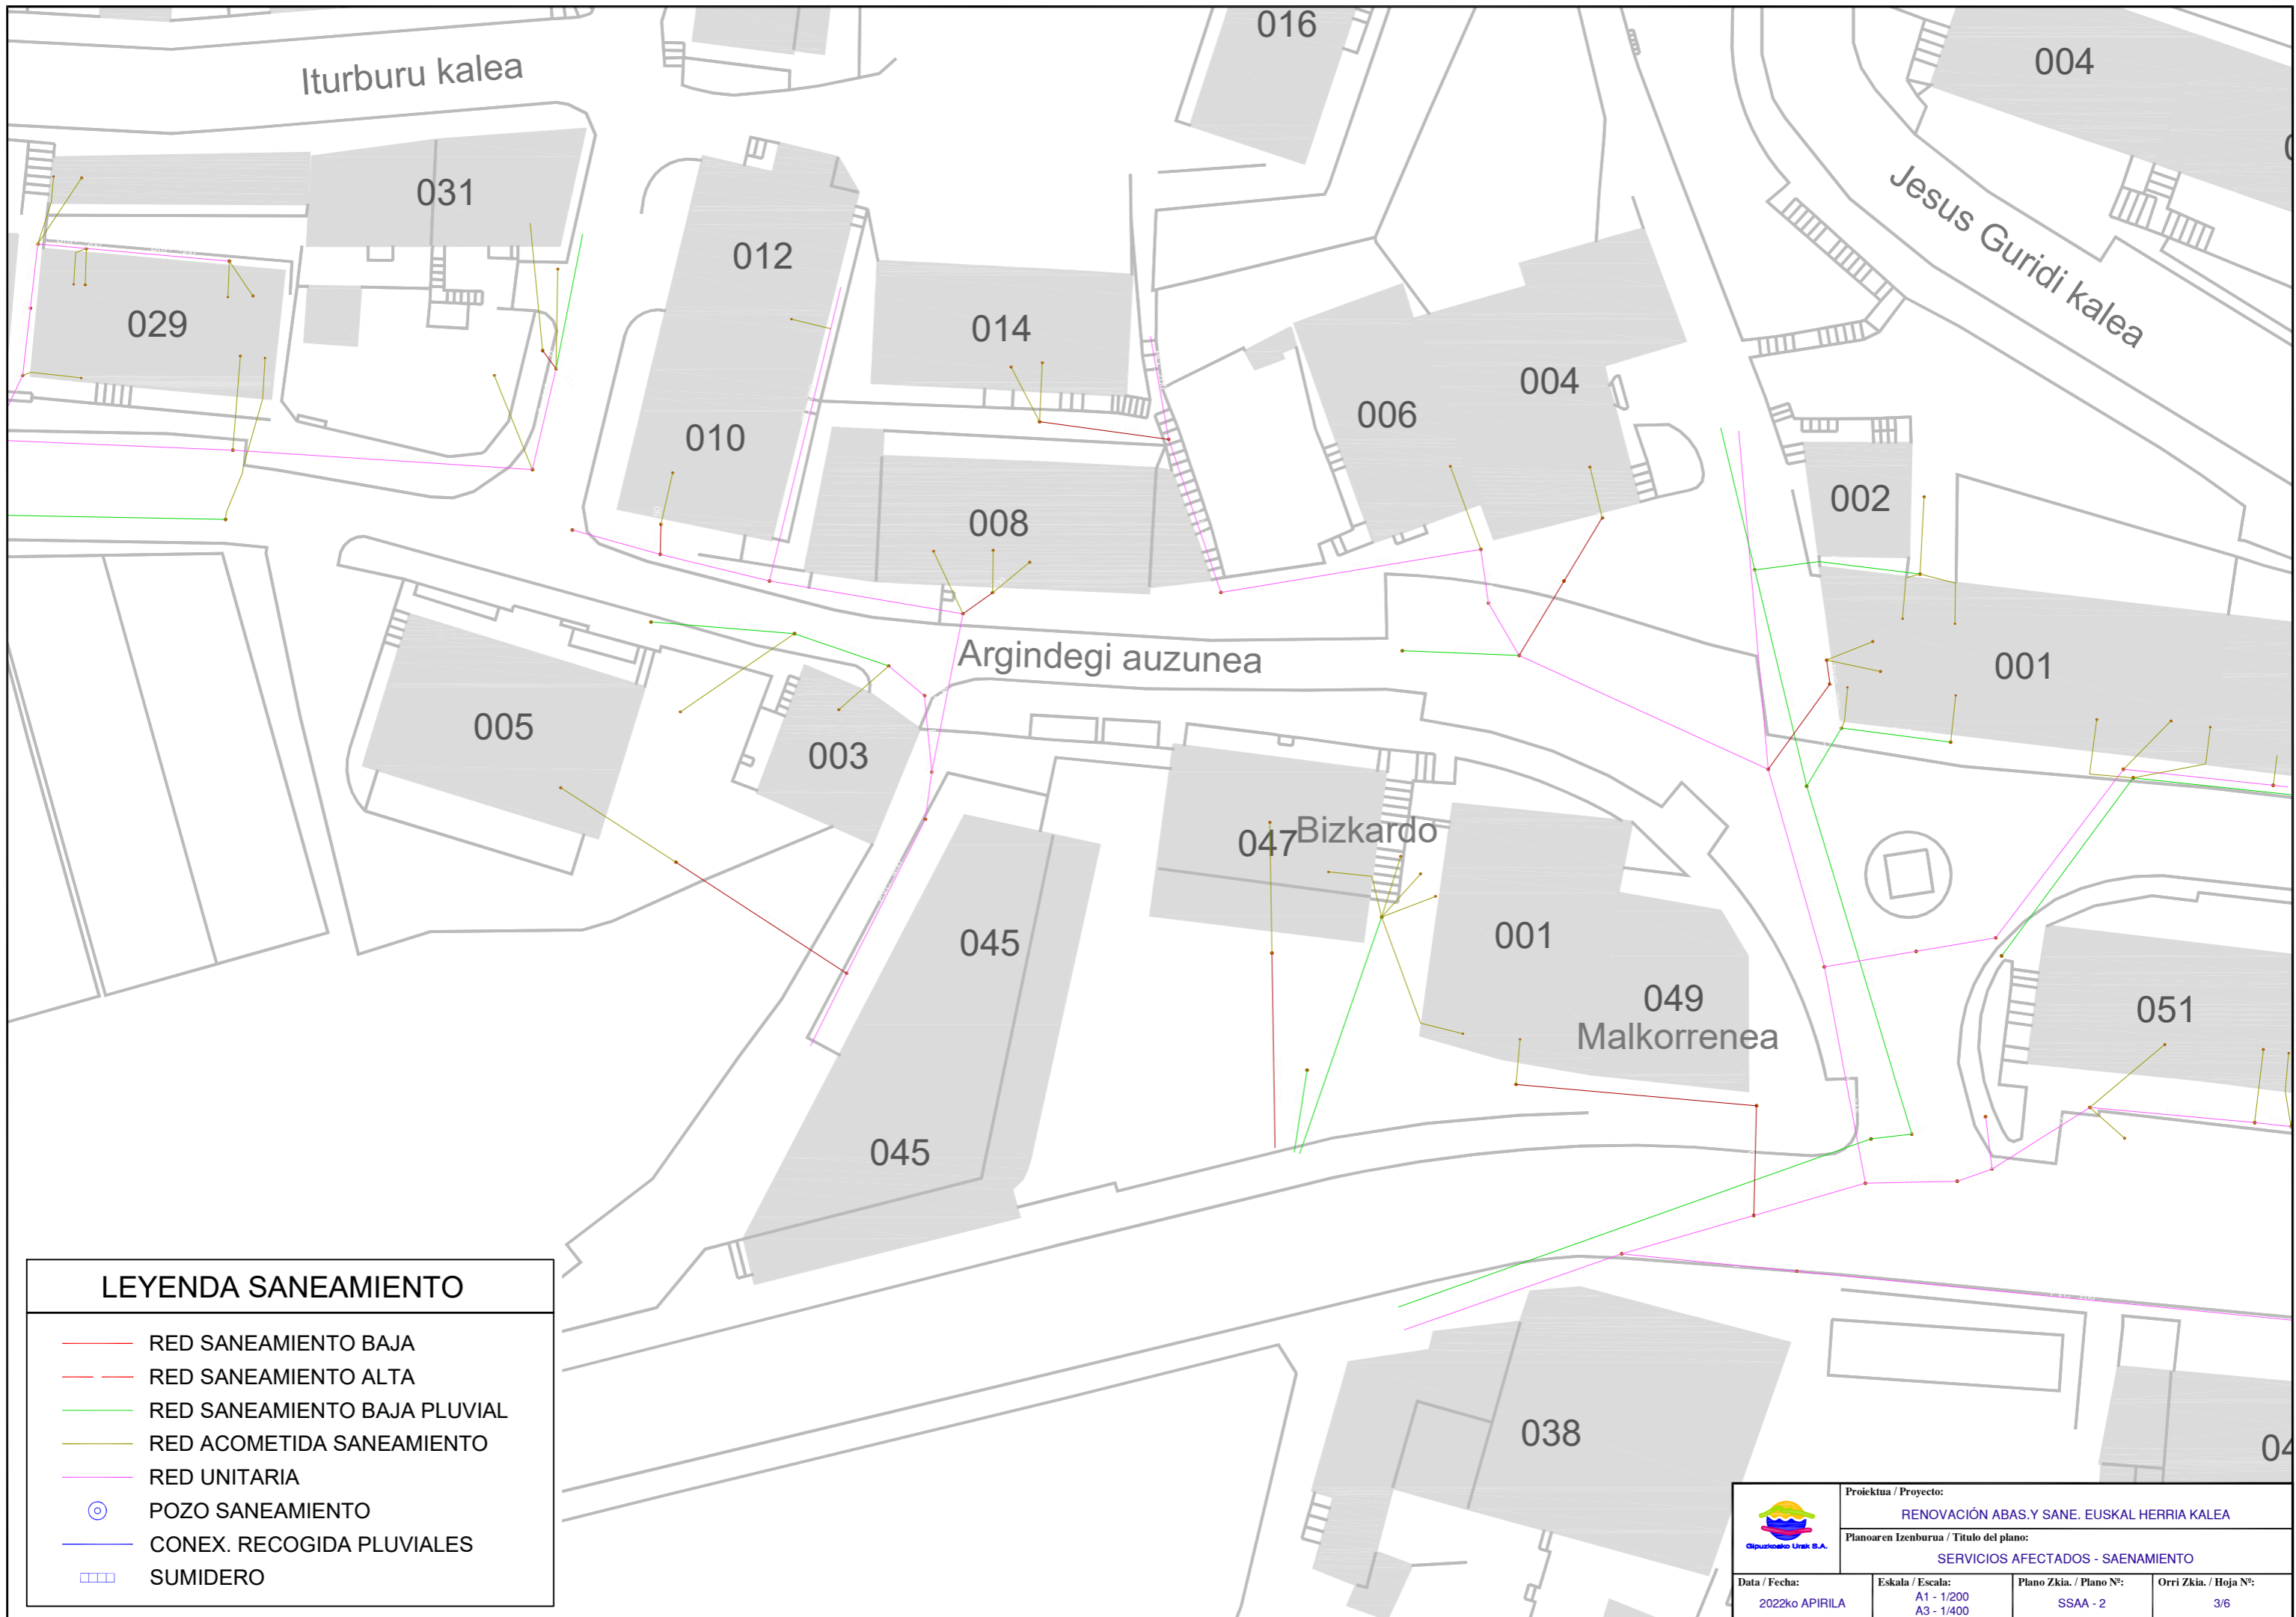 016
004
Iturburu kalea
031
Jesus Guridi kalea
012
029
014
004
006
010
002
008
Argindegi auzunea
001
005
003
047
Bizkardo
045
001
049
Malkorrenea
051
045
038
04
LEYENDA SANEAMIENTO
RED SANEAMIENTO BAJA
RED SANEAMIENTO ALTA
RED SANEAMIENTO BAJA PLUVIAL
RED ACOMETIDA SANEAMIENTO
RED UNITARIA
POZO SANEAMIENTO
CONEX. RECOGIDA PLUVIALES
SUMIDERO
Gipuzkoako Urak S.A.
Proiektua / Proyecto:
RENOVACIÓN ABAS.Y SANE. EUSKAL HERRIA KALEA
Planoaren Izenburua / Titulo del plano:
SERVICIOS AFECTADOS - SAENAMIENTO
Data / Fecha:
2022ko APIRILA
Eskala / Escala:
A1 - 1/200
A3 - 1/400
Plano Zkia. / Plano Nº:
SSAA - 2
Orri Zkia. / Hoja Nº:
3/6